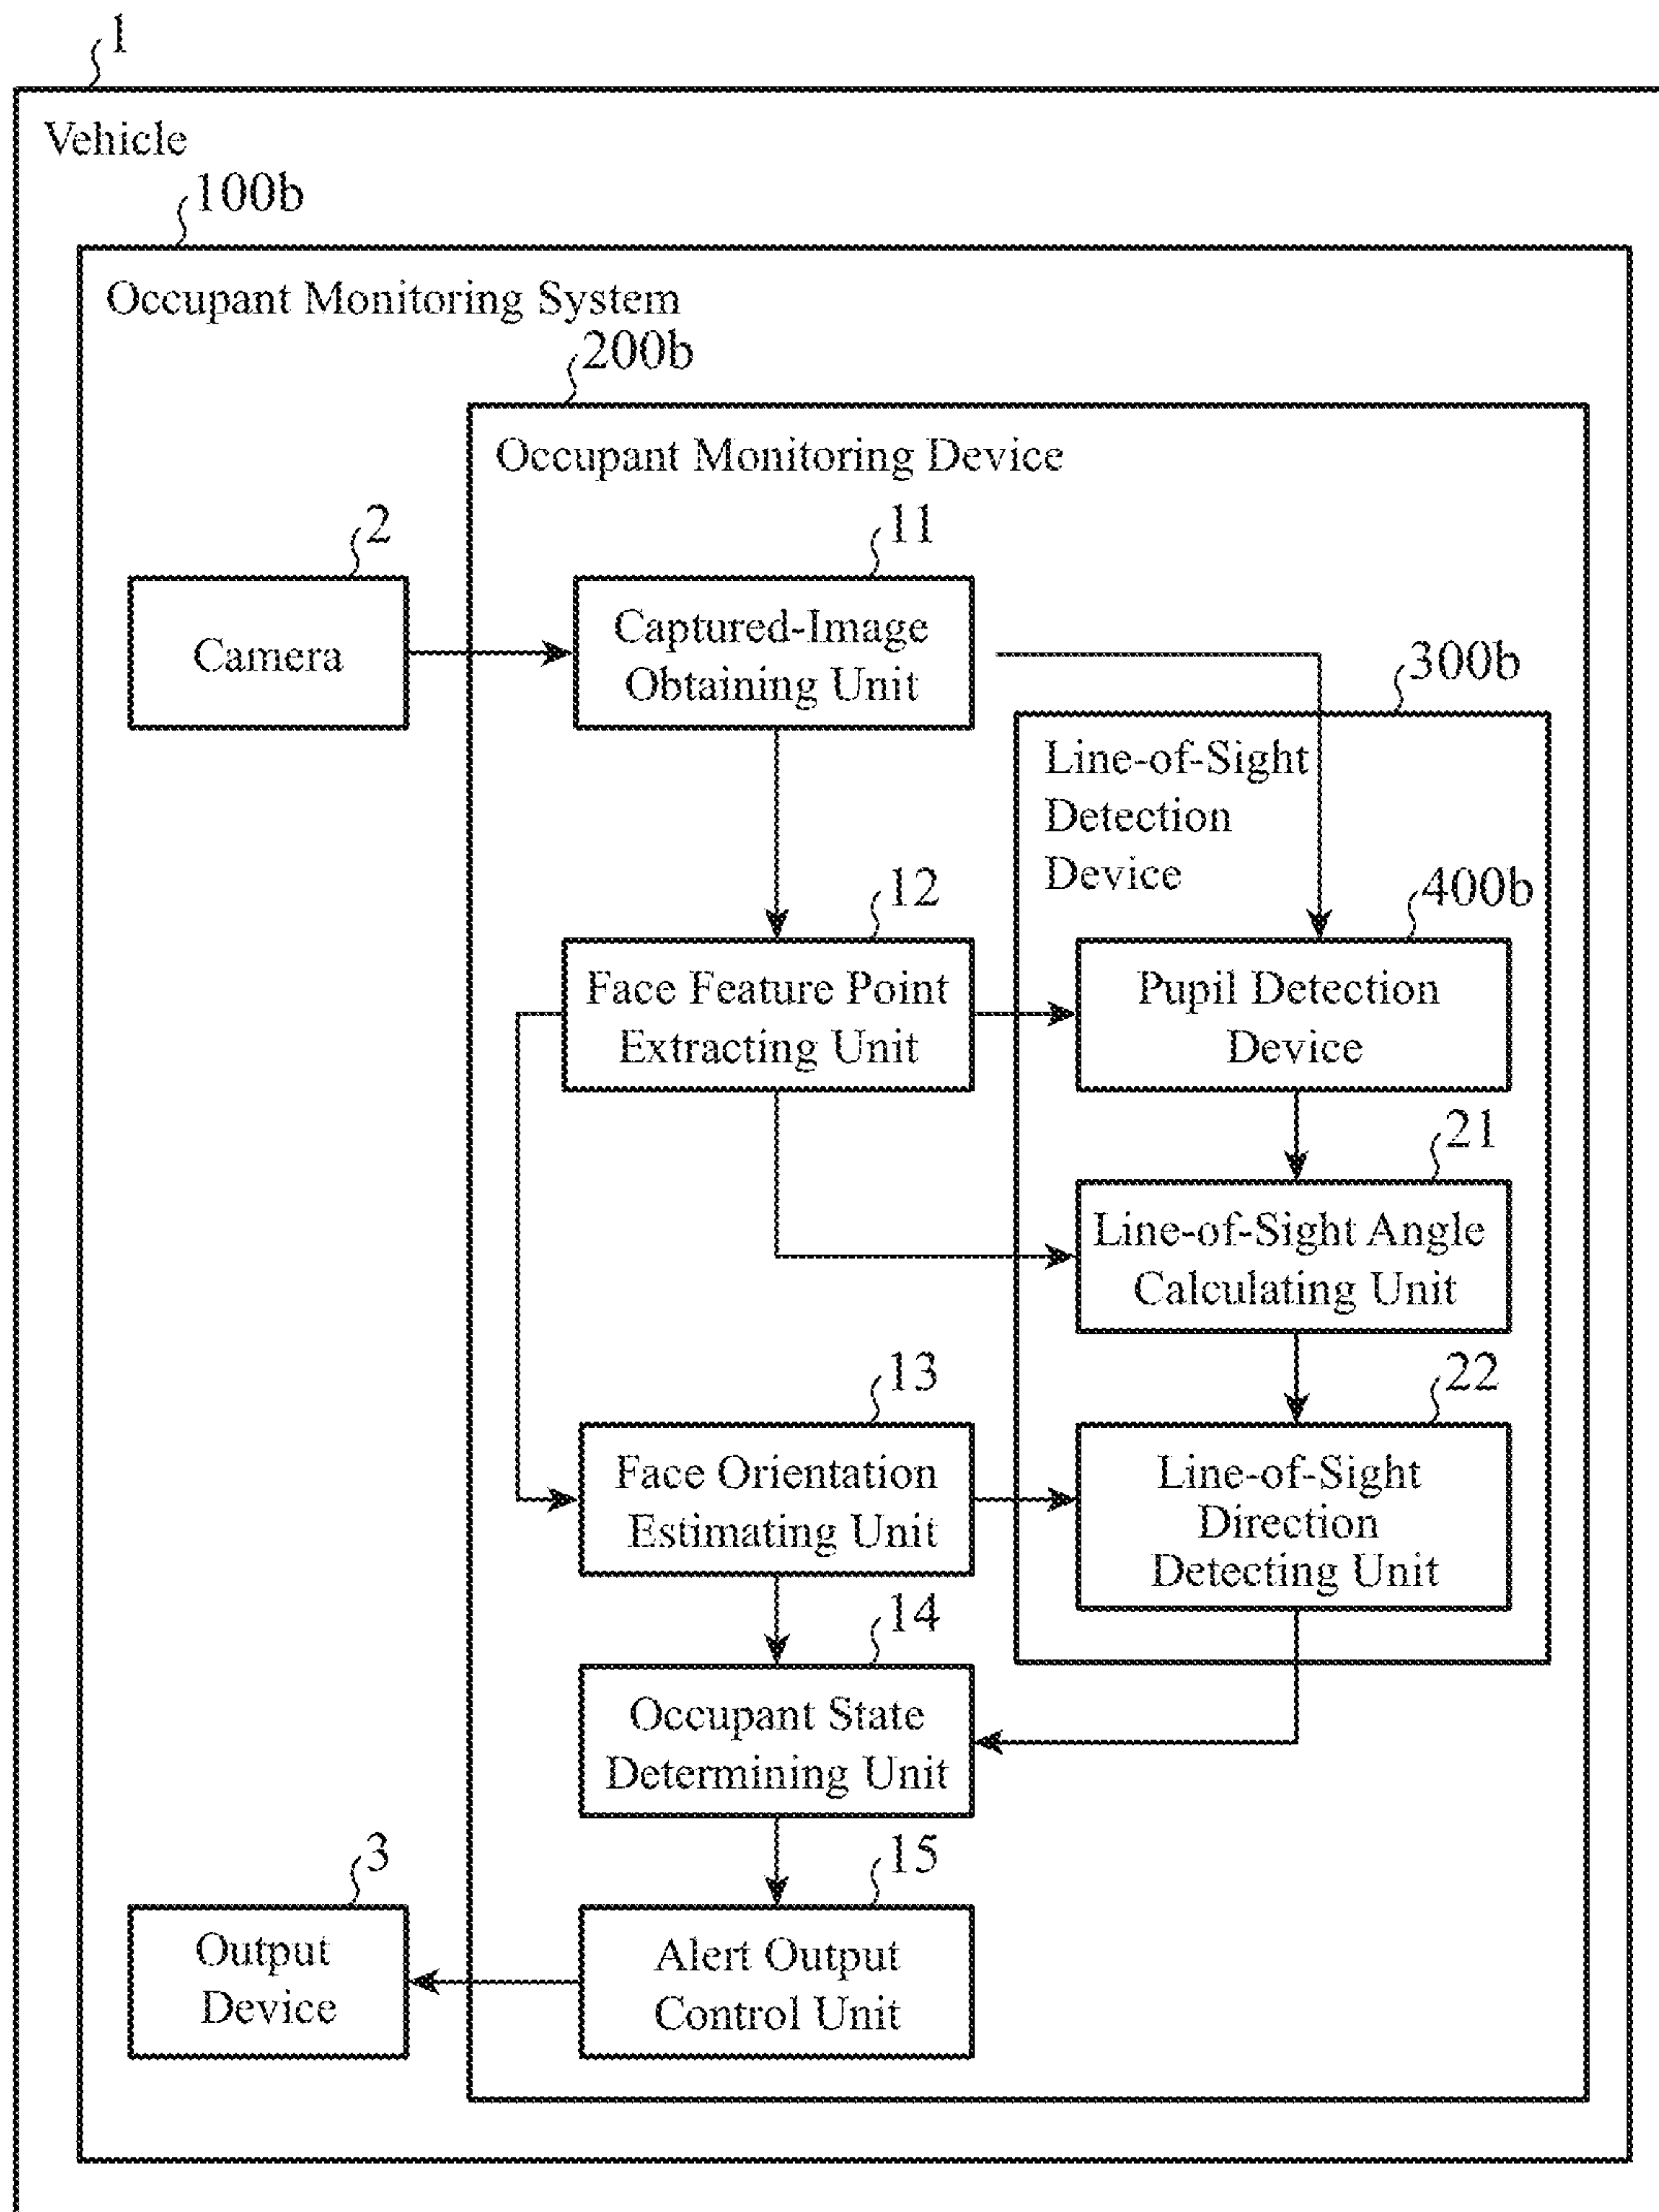 1
Vehicle
100b
Occupant Monitoring System
200b
Occupant Monitoring Device
2
Camera
11
Captured-Image
Obtaining Unit
300b
Line-of-Sight
Detection
Device
12
Face Feature Point
Extracting Unit
400b
Pupil Detection
Device
21
Line-of-Sight Angle
Calculating Unit
13
Face Orientation
Estimating Unit
22
Line-of-Sight
Direction
Detecting Unit
14
Occupant State
Determining Unit
3
Output
Device
15
Alert Output
Control Unit